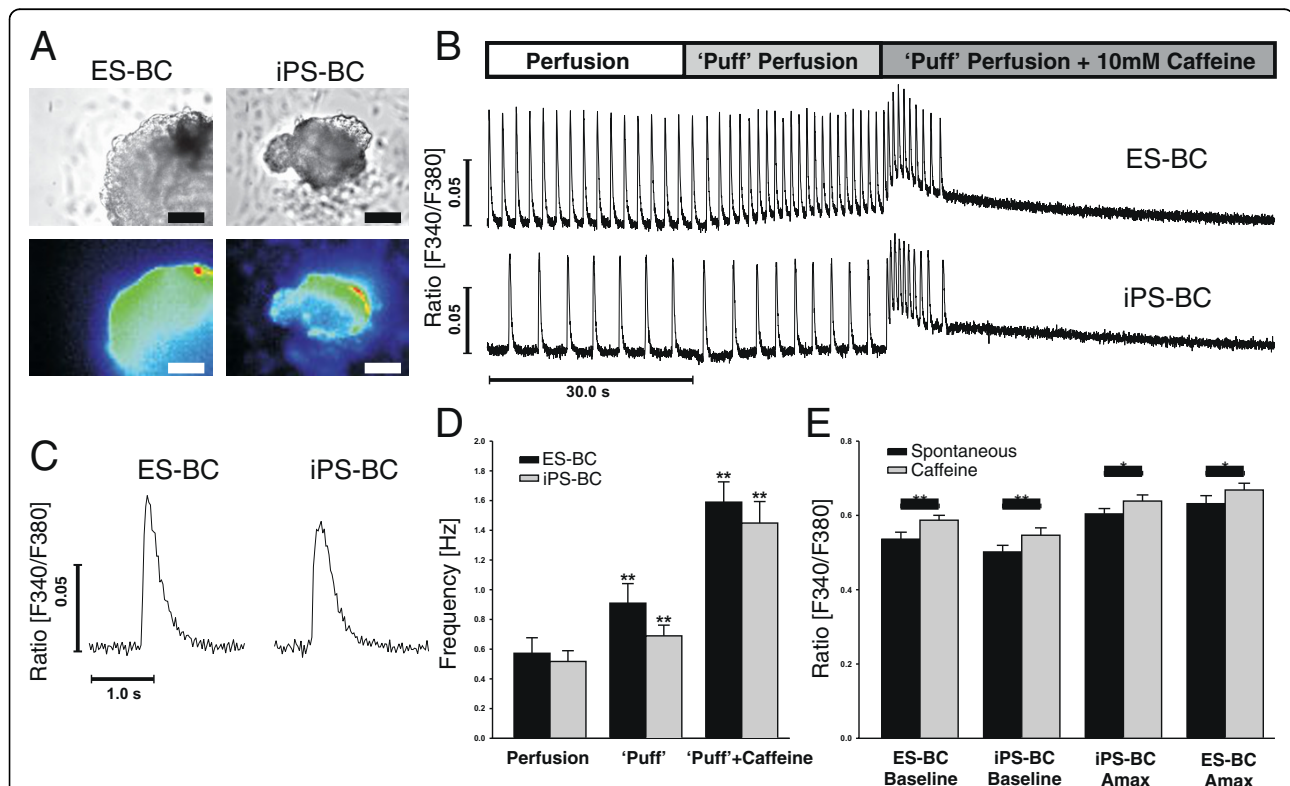 A
ES-BC
iPS-BC
B
Perfusion
'Puff' Perfusion
'Puff' Perfusion + 10mM Caffeine
Ratio [F340/F380]
0.05
ES-BC
0.05
iPS-BC
30.0 s
C
ES-BC
iPS-BC
Ratio [F340/F380]
0.05
1.0 s
D
Frequency [Hz]
2.0
1.8
1.6
1.4
1.2
1.0
0.8
0.6
0.4
0.2
0.0
ES-BC
iPS-BC
**
**
**
**
Perfusion
'Puff'
'Puff'+Caffeine
E
Ratio [F340/F380]
0.8
0.6
0.4
0.2
0.0
Spontaneous
Caffeine
**
**
*
*
ES-BC
Baseline
iPS-BC
Baseline
iPS-BC
Amax
ES-BC
Amax